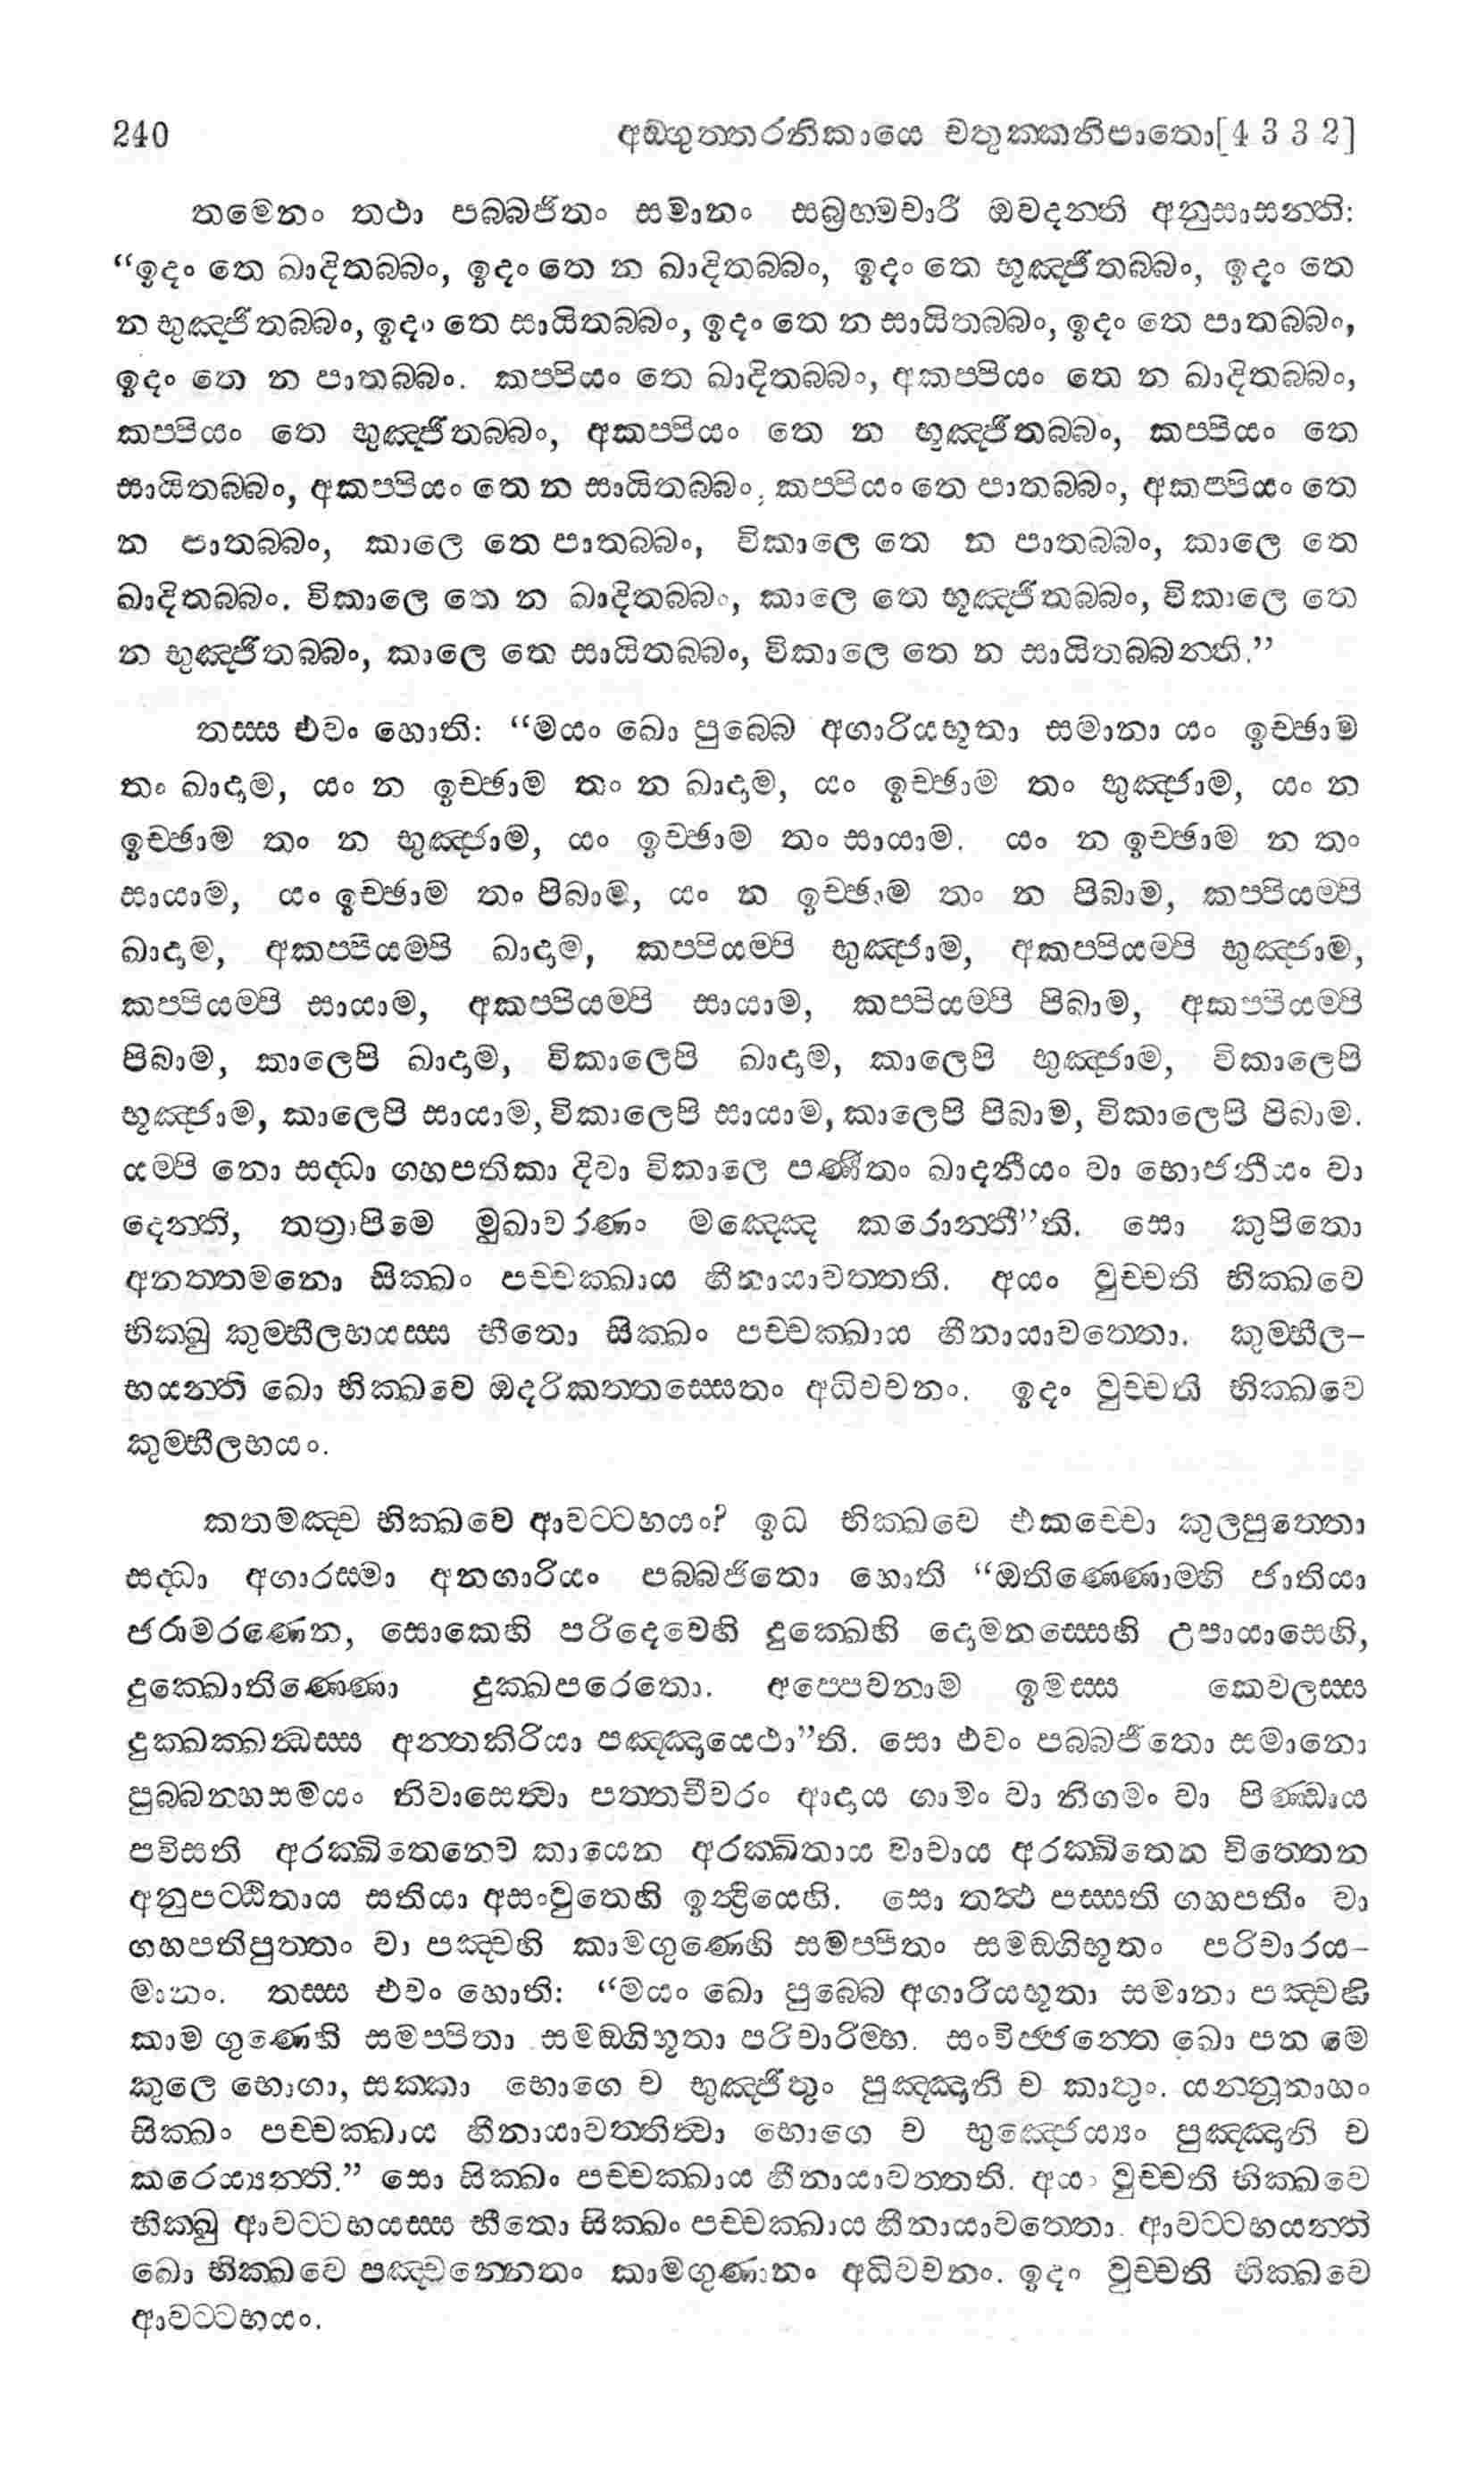 240 අඞ්ගුත්තරනිකායෙ චතුක්කනිපාතො[4 3 3 2]
තමෙනං තථා පබ්බජිතං සමානං සබ්‍රහ්මචාරී ඔවදන්ති අනුසාසන්ති:
“ඉදං තෙ ඛාදිතබ්බං, ඉදං තෙ න ඛාදිතබ්බං, ඉදං තෙ භූඤ්ජිතබ්බං, ඉදං තෙ
න භුඤ්ජිතබ්බං, ඉදං තෙ සායිතබ්බං, ඉදං තෙ න සායිතබ්බං, ඉදං තෙ පාතබ්බං,
ඉදං තෙ න පාතබ්බං. කප්පියං තෙ ඛාදිතබ්බං, අකප්පියං තෙ න ඛාදිතබ්බං,
කප්පියං තෙ භුඤ්ජිතබ්බං, අකප්පියං තෙ න භූඤ්ජිතබ්බං, කප්පියං තෙ
සායිතබ්බං, අකප්පියං තෙ න සායිතබ්බං, කප්පියං තෙ පාතබ්බං, අකප්පියං තෙ
න පාතබ්බං, කාලෙ තෙ පාතබ්බං, විකාලෙ තෙ න පාතබ්බං, කාලෙ තෙ
ඛාදිතබ්බං. විකාලෙ තෙ න ඛාදිතබ්බං, කාලෙ තෙ භූඤ්ජිතබ්බං, විකාලෙ තෙ
න භුඤ්ජිතබ්බං, කාලෙ තෙ සායිතබ්බං, විකාලෙ තෙ න සායිතබ්බන්ති.”
තස්ස එවං හොති: “මයං ඛො පුබ්බෙ අගාරියභූතා සමානා යං ඉච්ඡාම
තං ඛාදාම, යං න ඉච්ඡාම තං න ඛාදාම, යං ඉච්ඡාම තං භුඤ්ජාම, යං න
ඉච්ඡාම තං න භුඤ්ජාම, යං ඉච්ඡාම තං සායාම. යං න ඉච්ඡාම න තං
සායාම, යං ඉච්ඡාම තං පිබාම, යං න ඉච්ඡාම තං න පිබාම, කප්පියම්පි
ඛාදාම, අකප්පියම්පි ඛාදාම, කප්පියම්පි භුඤ්ජාම, අකප්පියම්පි භුඤ්ජාම,
කප්පියම්පි සායාම, අකප්පියම්පි සායාම, කප්පියම්පි පිබාම, අකප්පියම්පි
පිබාම, කාලෙපි ඛාදාම, විකාලෙපි ඛාදාම, කාලෙපි භුඤ්ජාම, විකාලෙපි
භූඤ්ජාම, කාලෙපි සායාම, විකාලෙපි සායාම, කාලෙපි පිබාම, විකාලෙපි පිබාම.
යම්පි නො සද්ධා ගහපතිකා දිවා විකාලෙ පණීතං ඛාදනීයං වා භොජනීයං වා
දෙන්ති, තත්‍රාපිමෙ මුඛාවරණං මඤ්ඤෙ කරොන්තී”ති. සො කුපිතො
අනත්තමනො සික්ඛං පච්චක්ඛාය හීනායාවත්තති. අයං වුච්චති භික්ඛවෙ
භික්ඛු කුම්භීලභයස්ස භීතො සික්ඛං පච්චක්ඛාය හීනායාවත්තො. කුම්භීල-
භයන්ති ඛො භික්ඛවෙ ඔදරිකත්තස්සෙතං අධිවචනං. ඉදං වුච්චති භික්ඛවෙ
කුම්භීලභයං.
කතමඤ්ච භික්ඛවෙ ආවට්ටභයං? ඉධ භික්ඛවෙ එකච්චො කුලපුත්තො
සද්ධා අගාරස්මා අනගාරියං පබ්බජිතො හොති “ඔතිණ්ණොම්හි ජාතියා
ජරාමරණෙන, සොකෙහි පරිදෙවෙහි දුක්ඛෙහි දොමනස්සෙහි උපායාසෙහි,
දුක්ඛොතිණ්ණො දුක්ඛපරෙතො. අප්පෙවනාම ඉමස්ස කෙවලස්ස
දුක්ඛක්ඛන්ධස්ස අන්තකිරියා පඤ්ඤායෙථා”ති. සො එවං පබ්බජිතො සමානො
පුබ්බන්හසමයං නිවාසෙත්වා පත්තචීවරං ආදාය ගාමං වා නිගමං වා පිණ්ඩාය
පවිසති අරක්ඛිතෙනෙව කායෙන අරක්ඛිතාය වාචාය අරක්ඛිතෙන චිත්තෙන
අනුපට්ඨිතාය සතියා අසංවුතෙහි ඉන්ද්‍රියෙහි. සො තත්ථ පස්සති ගහපතිං වා
ගහපතිපුත්තං වා පඤ්චහි කාමගුණෙහි සමප්පිතං සමඞ්ගිභූතං පරිචාරය-
මානං. තස්ස එවං හොති: “මයං ඛො පුබ්බෙ අගාරියභූතා සමානා පඤ්චහි
කාම ගුණෙහි සමප්පිතා සමඞ්ගිභූතා පරිචාරිම්හ. සංවිජ්ජන්තෙ ඛො පන මෙ
කුලෙ භොගා, සක්කා භොගෙ ච භුඤ්ජිතුං පුඤ්ඤානි ච කාතුං. යන්නූනාහං
සික්ඛං පච්චක්ඛාය හීනායාවත්තිත්වා භොගෙ ච භුඤ්ජෙය්‍යං පුඤ්ඤානි ච
කරෙය්‍යන්ති.” සො සික්ඛං පච්චක්ඛාය හීනායාවත්තති. අයං වුච්චති භික්ඛවෙ
භික්ඛු ආවට්ටභයස්ස භීතො සික්ඛං පච්චක්ඛාය හීනායාවත්තො. ආවට්ටභයන්ති
ඛො භික්ඛවෙ පඤ්චන්නෙතං කාමගුණානං අධිවචනං. ඉදං වුච්චති භික්ඛවෙ
ආවට්ටභයං.